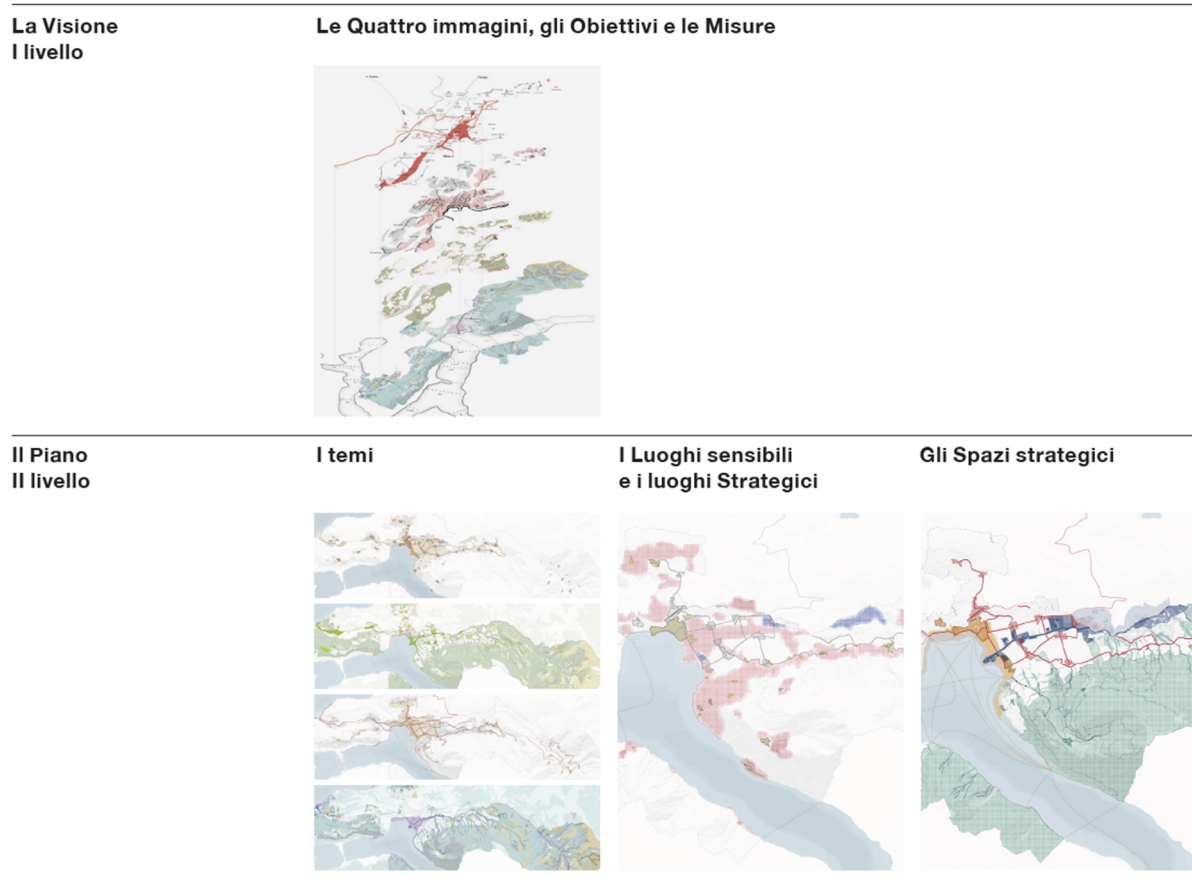 La Visione
I livello
Le Quattro immagini, gli Obiettivi e le Misure
Il Piano
II livello
I temi
I Luoghi sensibili
e i luoghi Strategici
Gli Spazi strategici